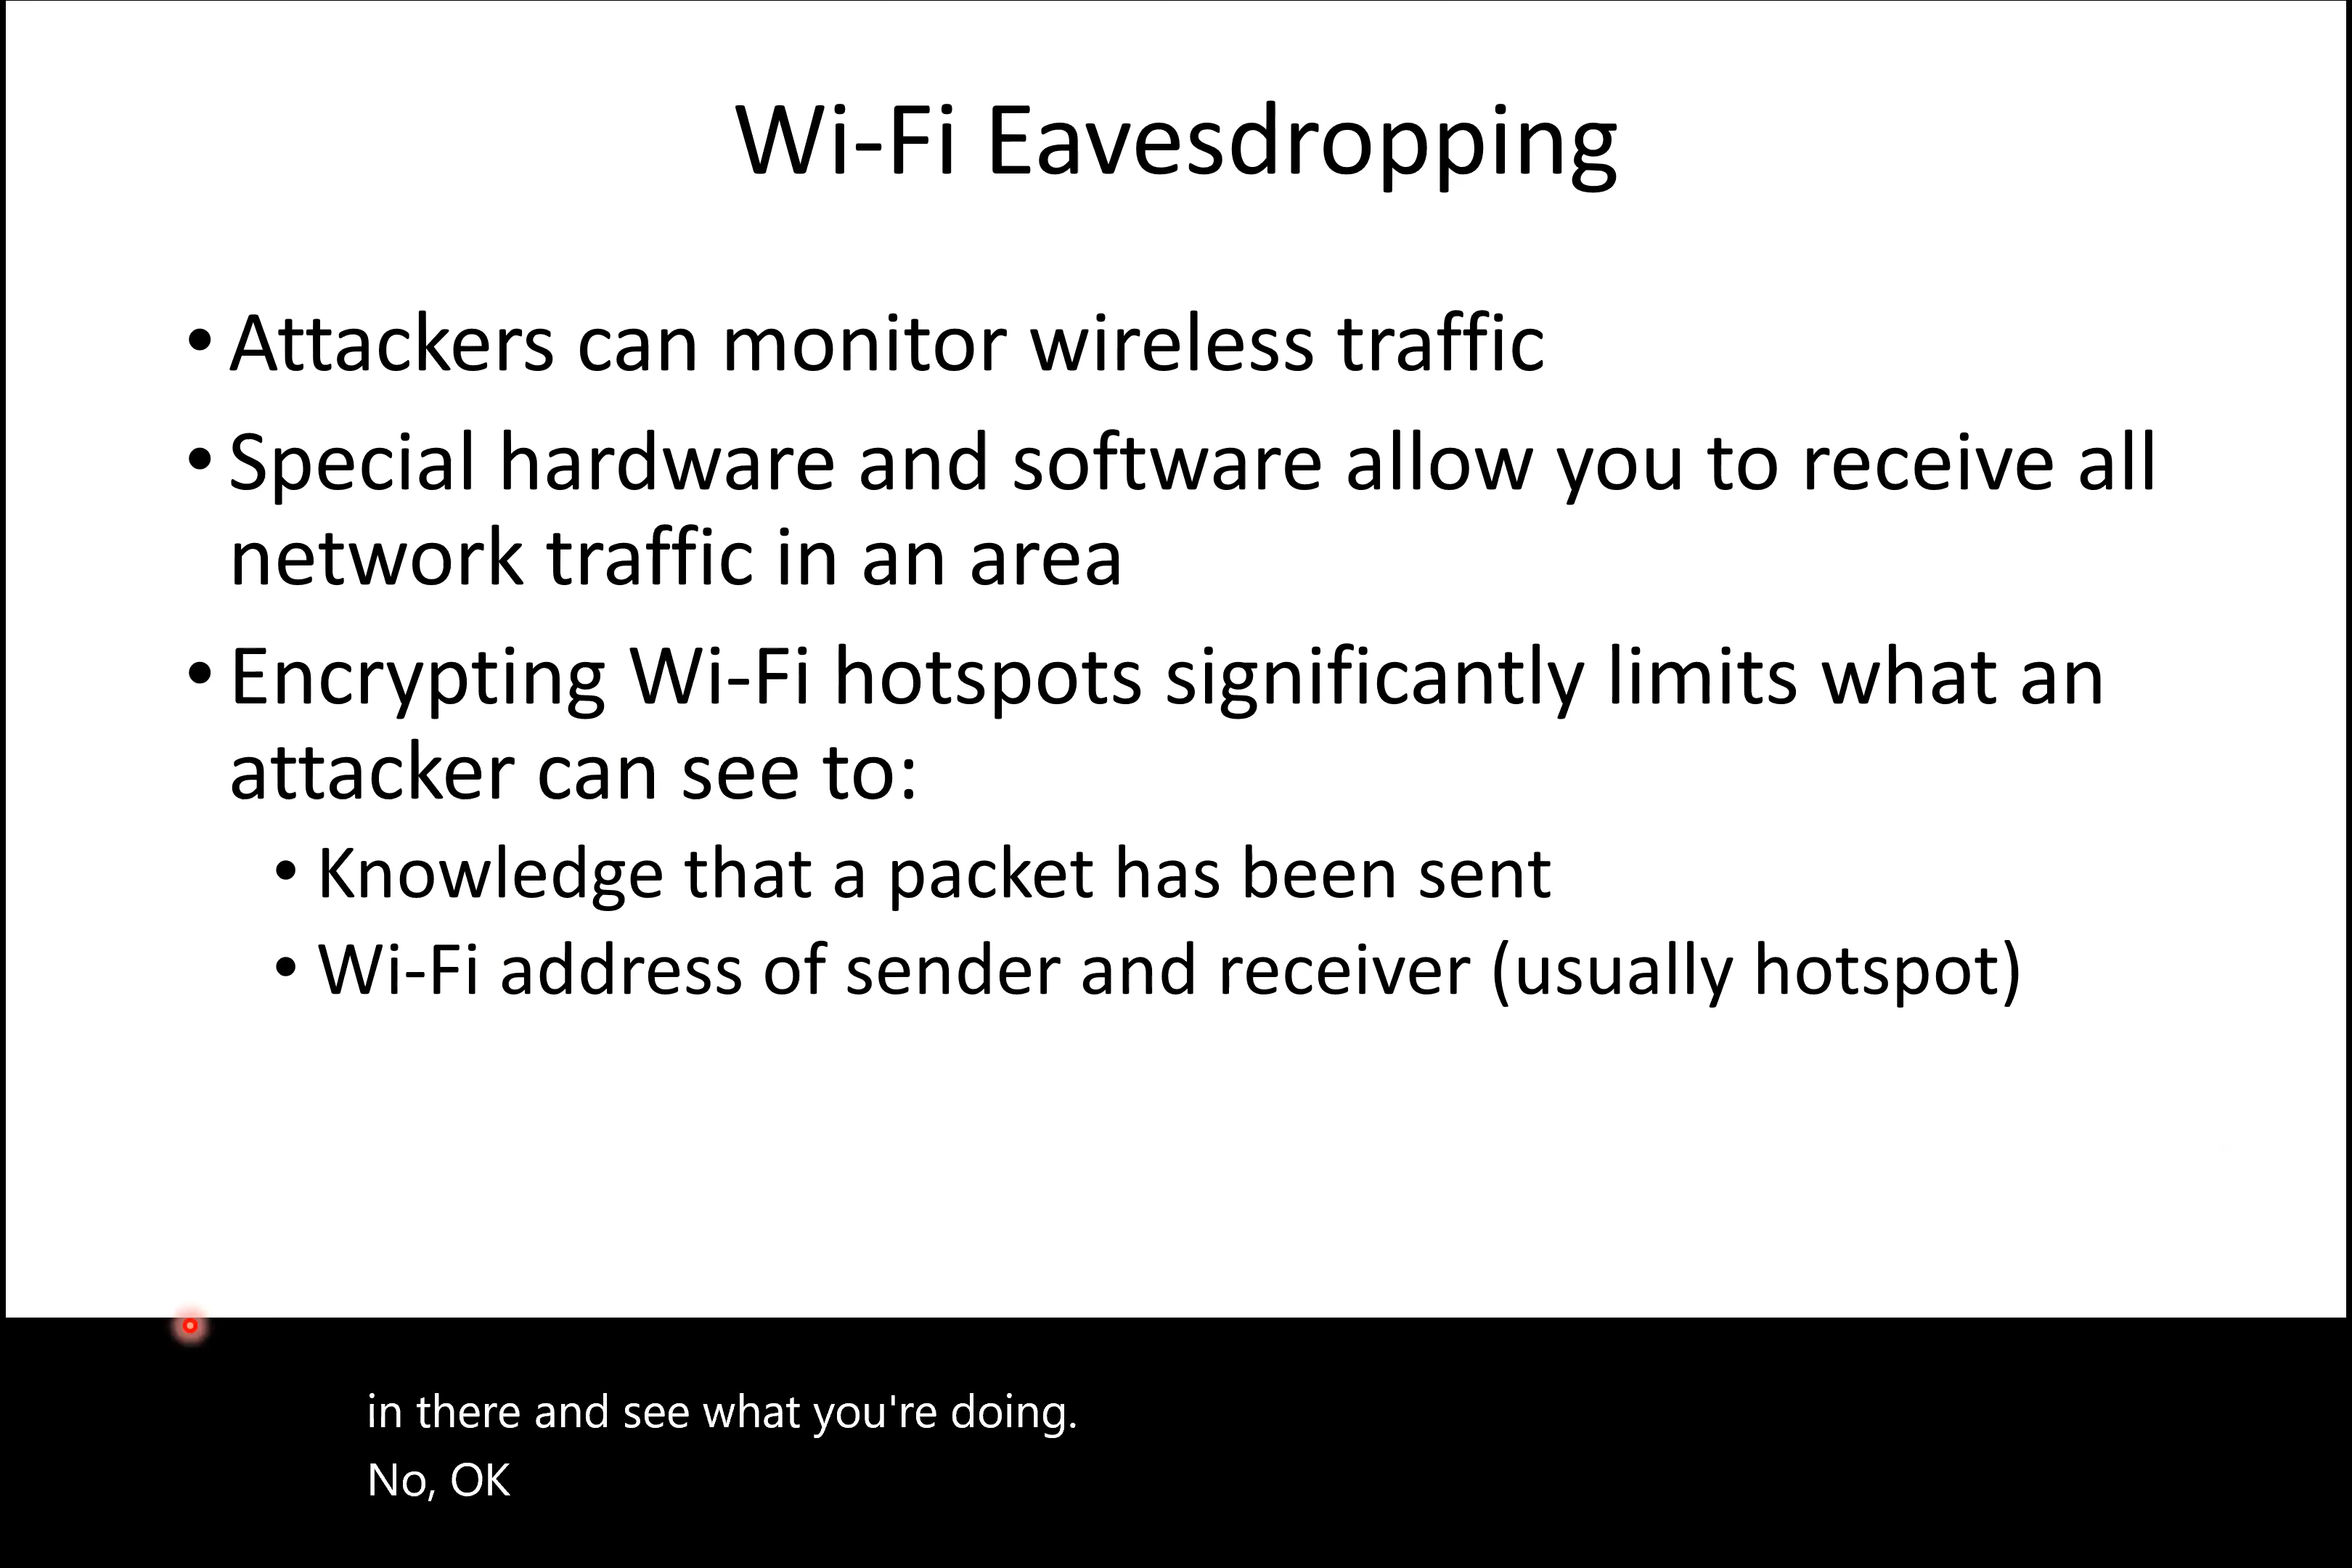 Wi-Fi Eavesdropping
• Attackers can monitor wireless traffic
• Special hardware and software allow you to receive all
network traffic in an area
• Encrypting Wi-Fi hotspots significantly limits what an
attacker can see to:
• Knowledge that a packet has been sent
• Wi-Fi address of sender and receiver (usually hotspot)
in there and see what you're doing.
No, OK